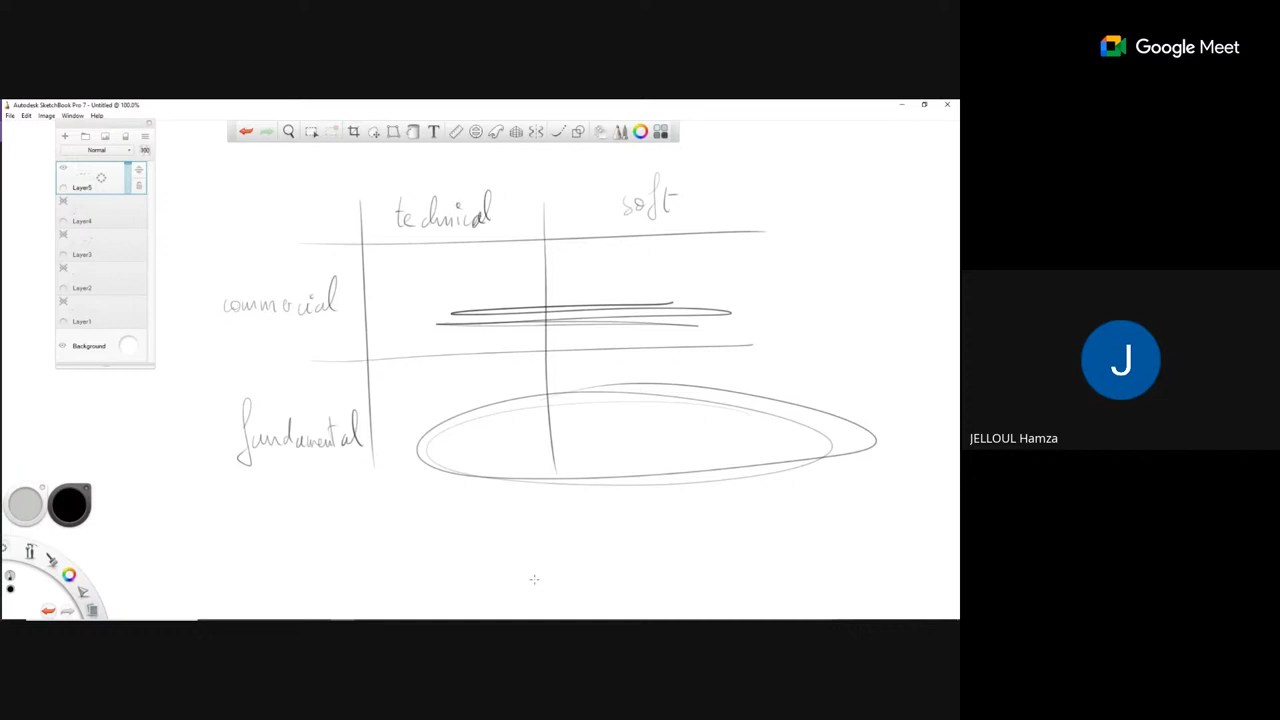 Google Meet
Autodesk SketchBook Pro 7 - Untitled @ 100.0%
File Edit Image Window Help
T
Normal
100
Layer5
Layer4
Layer3
Layer2
Layer1
Background
technical soft
commercial
fundamental
J
JELLOUL Hamza